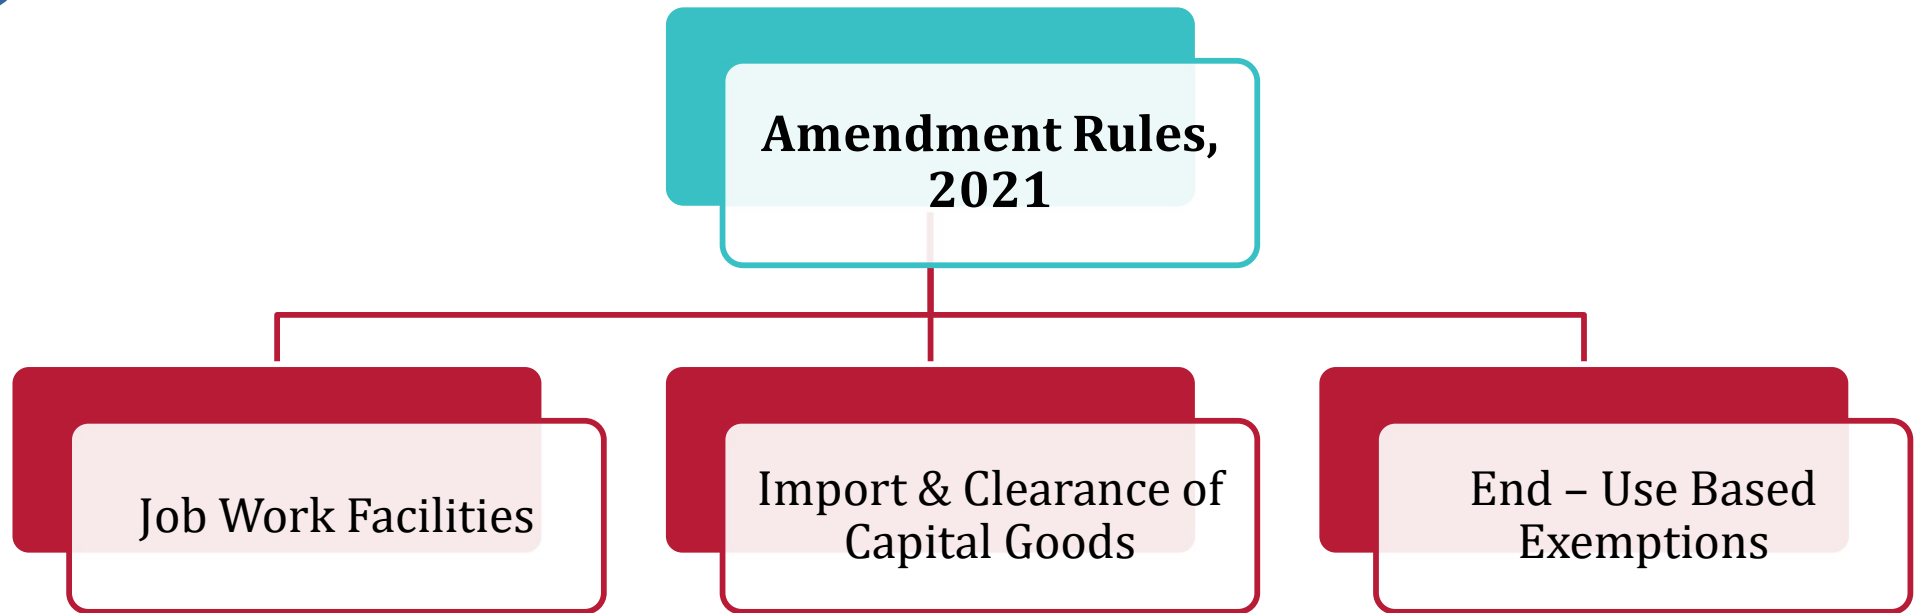 Amendment Rules,
2021
Job Work Facilities
Import & Clearance of
Capital Goods
End – Use Based
Exemptions